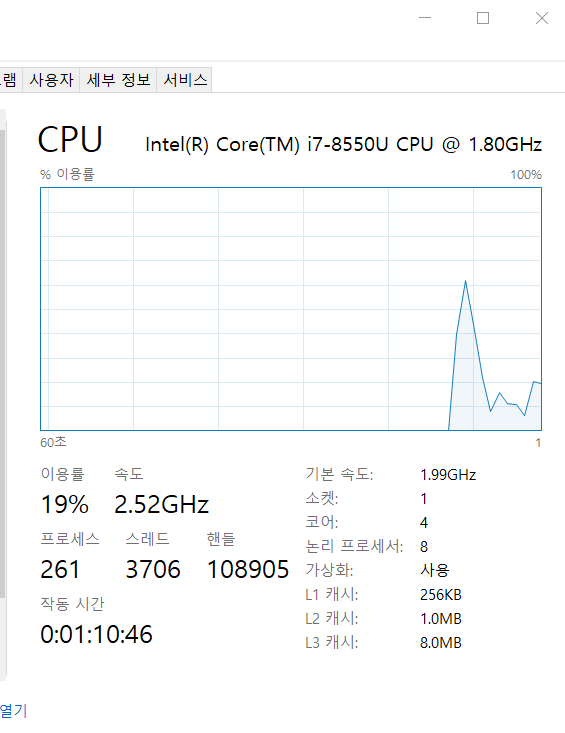 램 사용자 세부 정보 서비스
CPU Intel(R) Core(TM) i7-8550U CPU @ 1.80GHz
% 이용률 100%
60초 1
이용률 속도
19% 2.52GHz
프로세스 스레드 핸들
261 3706 108905
작동 시간
0:01:10:46
기본 속도: 1.99GHz
소켓: 1
코어: 4
논리 프로세서: 8
가상화: 사용
L1 캐시: 256KB
L2 캐시: 1.0MB
L3 캐시: 8.0MB
열기